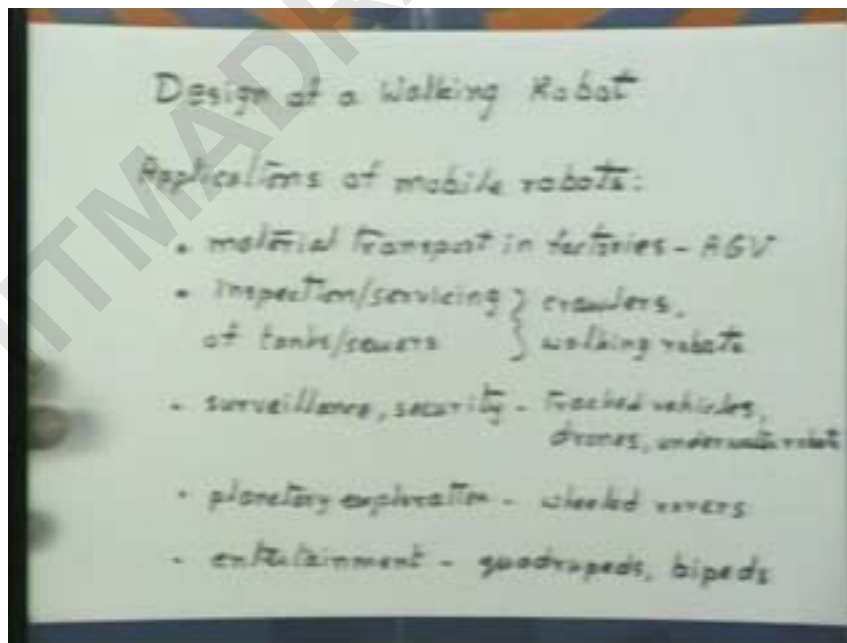 Design of a Walking Robot
Applications of mobile robots:
• material transport in factories - AGV
• inspection/servicing } crawlers,
of tanks/sewers } walking robots
• surveillance, security - tracked vehicles,
drones, underwater robot
• planetary exploration - wheeled rovers
• entertainment - quadrupeds, bipeds
ITMADR